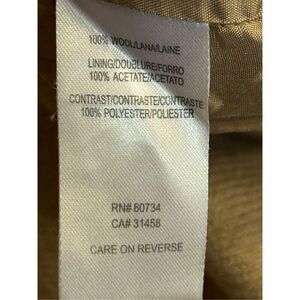 100% WOOL/LANA/LAINE
LINING/DOUBLURE/FORRO
100% ACETATE/ACETATO
CONTRAST/CONTRASTE/CONTRASTE
100% POLYESTER/POLIESTER
RN# 80734
CA# 31458
CARE ON REVERSE